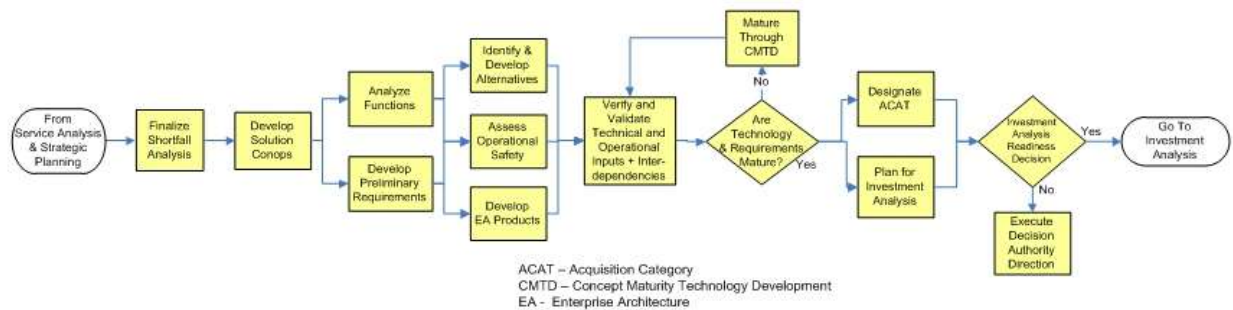 From
Service Analysis
& Strategic
Planning
Finalize
Shortfall
Analysis
Develop
Solution
Conops
Analyze
Functions
Develop
Preliminary
Requirements
Identify &
Develop
Alternatives
Assess
Operational
Safety
Develop
EA Products
Verify and
Validate
Technical and
Operational
Inputs + Inter-
dependencies
Mature
Through
CMTD
No
Are
Technology
& Requirements
Mature?
Yes
Designate
ACAT
Plan for
Investment
Analysis
Investment
Analysis
Readiness
Decision
Yes
No
Go To
Investment
Analysis
Execute
Decision
Authority
Direction
ACAT – Acquisition Category
CMTD – Concept Maturity Technology Development
EA - Enterprise Architecture